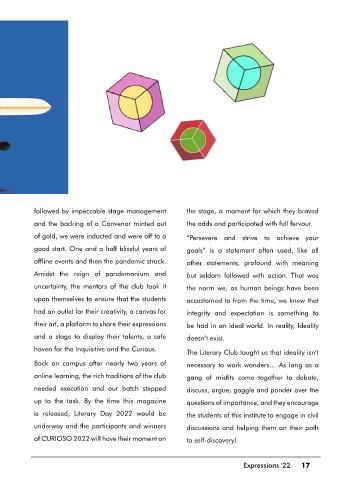 followed by impeccable stage management
and the backing of a Convenor minted out
of gold, we were inducted and were off to a
good start. One and a half blissful years of
offline events and then the pandemic struck.
Amidst the reign of pandemonium and
uncertainty, the mentors of the club took it
upon themselves to ensure that the students
had an outlet for their creativity, a canvas for
their art, a platform to share their expressions
and a stage to display their talents, a safe
haven for the Inquisitive and the Curious.
Back on campus after nearly two years of
online learning, the rich traditions of the club
needed execution and our batch stepped
up to the task. By the time this magazine
is released, Literary Day 2022 would be
underway and the participants and winners
of CURIOSO 2022 will have their moment on
the stage, a moment for which they braved
the odds and participated with full fervour.
"Persevere and strive to achieve your
goals" is a statement often used, like all
other statements, profound with meaning
but seldom followed with action. That was
the norm we, as human beings have been
accustomed to from the time, we knew that
integrity and expectation is something to
be had in an ideal world. In reality, Ideality
doesn't exist.
The Literary Club taught us that ideality isn't
necessary to work wonders... As long as a
gang of misfits come together to debate,
discuss, argue, goggle and ponder over the
questions of importance, and they encourage
the students of this institute to engage in civil
discussions and helping them on their path
to self-discovery!
Expressions '22 17